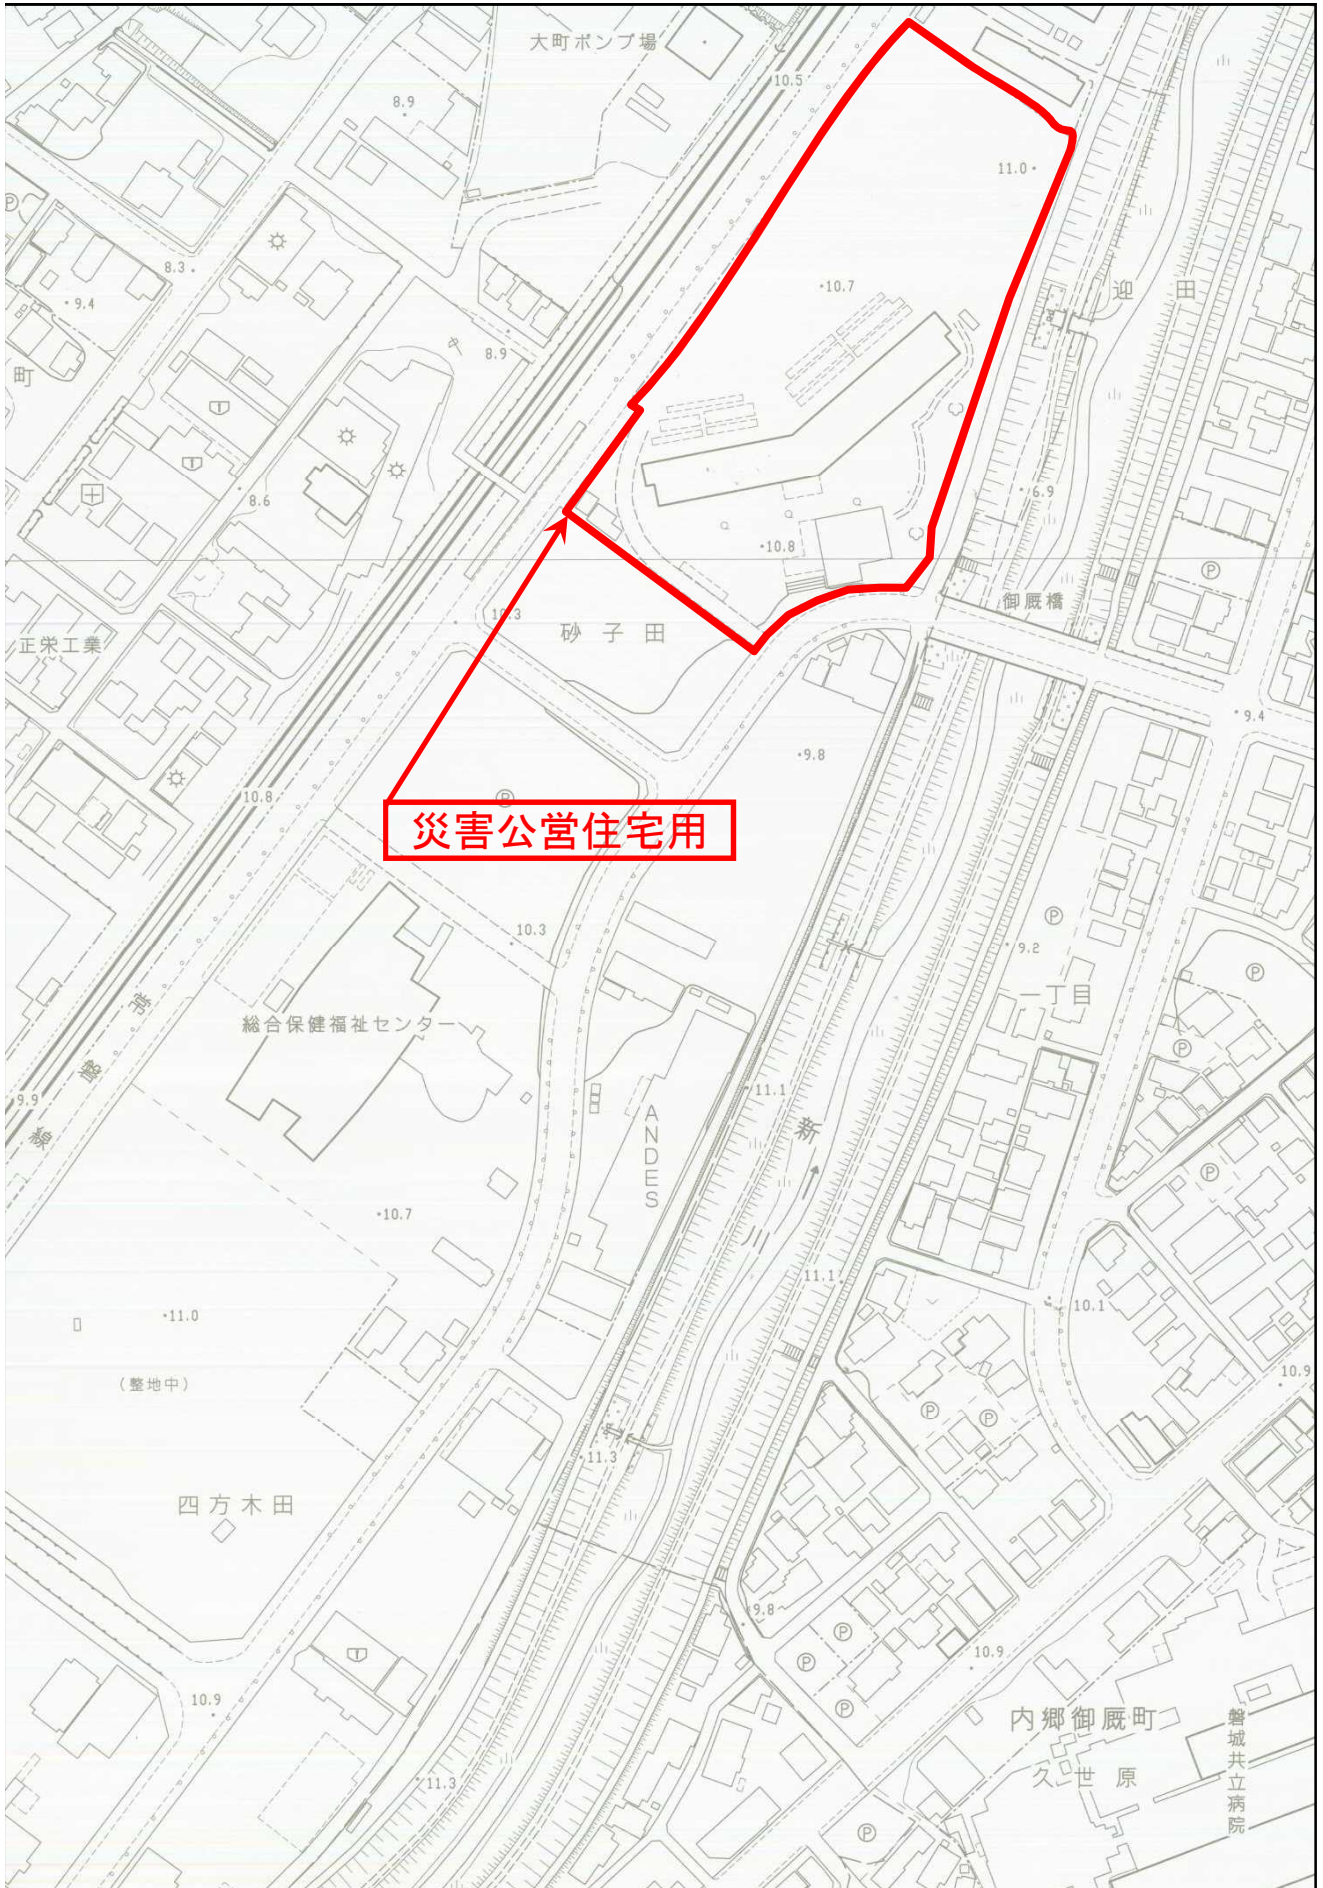 大町ポンプ場
10.5
8.9
11.0
8.3
9.4
10.7
迎田
町
8.9
8.6
6.9
10.8
御厩橋
10.3
砂子田
正栄工業
9.4
9.8
10.8
災害公営住宅用
10.3
9.2
一丁目
常
磐
線
総合保健福祉センター
9.9
11.1
ANDES
新
10.7
11.1
10.1
11.0
10.9
(整地中)
11.3
四方木田
9.8
10.9
10.9
内郷御厩町
久世原
磐城共立病院
11.3